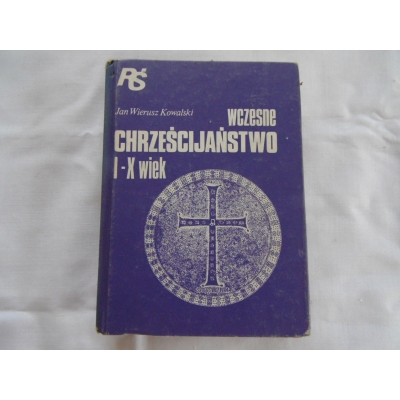 RŚ
Jan Wierusz Kowalski
wczesne
CHRZEŚCIJAŃSTWO
I-X wiek